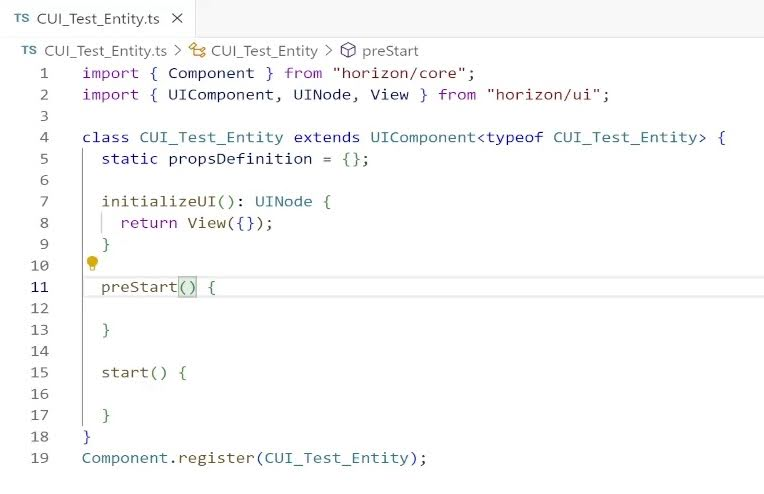 TS CUI_Test_Entity.ts ×
TS CUI_Test_Entity.ts > CUI_Test_Entity > preStart
1 import { Component } from "horizon/core";
2 import { UIComponent, UINode, View } from "horizon/ui";
3
4 class CUI_Test_Entity extends UIComponent<typeof CUI_Test_Entity> {
5   static propsDefinition = {};
6
7   initializeUI(): UINode {
8     return View({});
9   }
10
11   preStart() {
12
13   }
14
15   start() {
16
17   }
18 }
19 Component.register(CUI_Test_Entity);